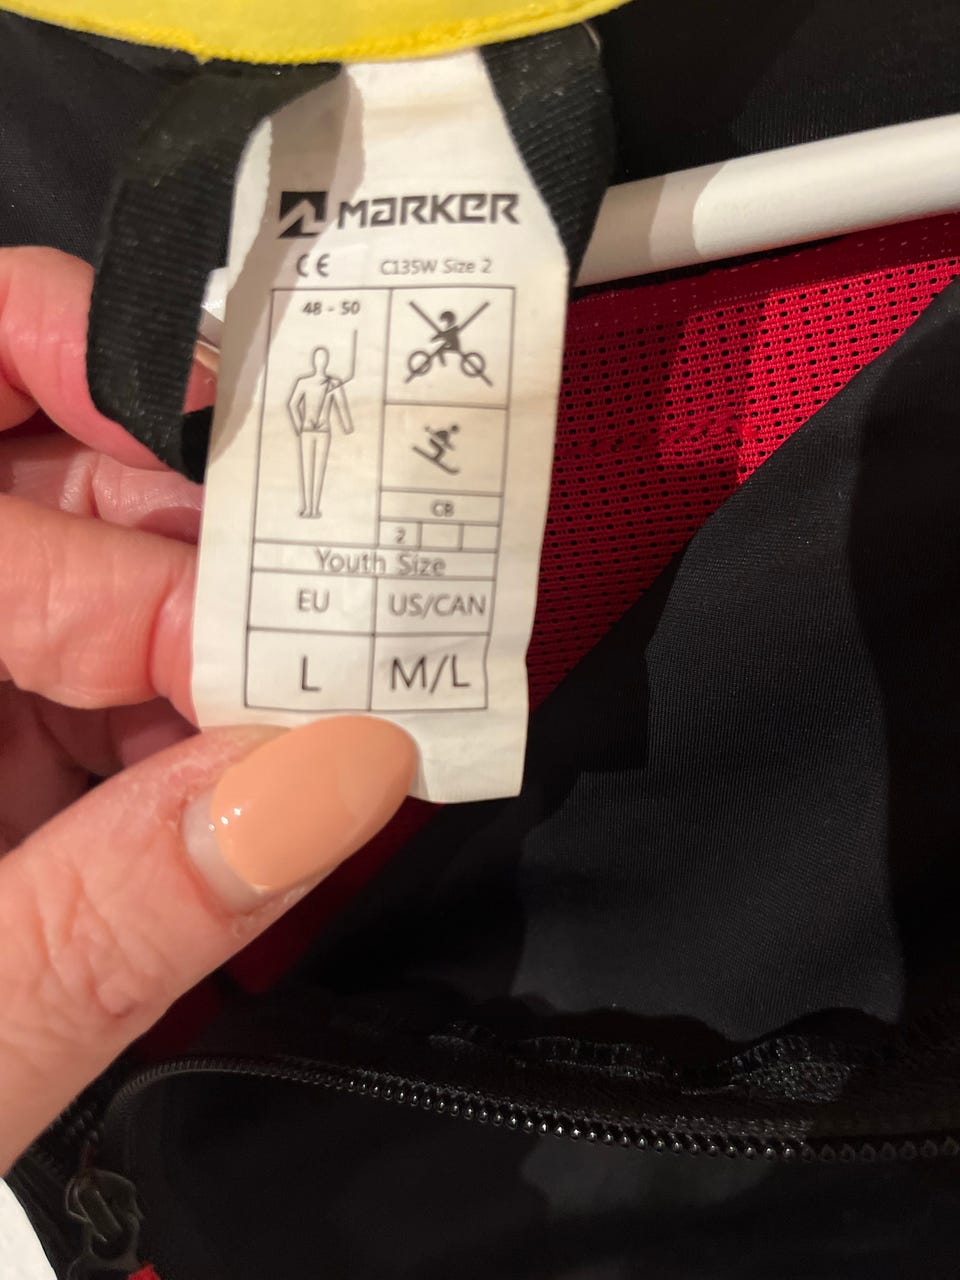 MARKER
CE C135W Size 2
48 - 50
CB
2
Youth Size
EU US/CAN
L M/L